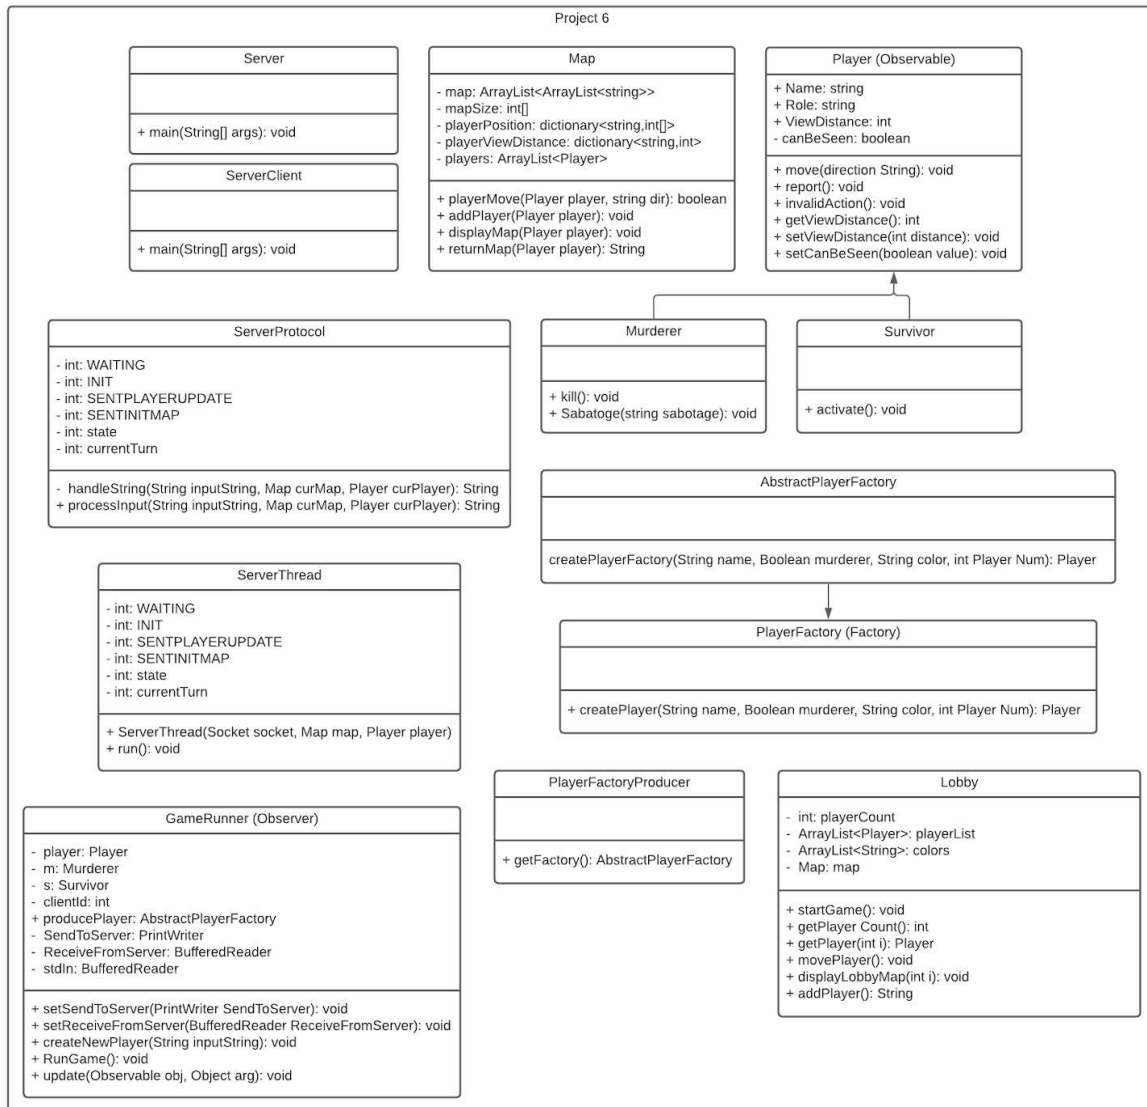 Project 6
Server
+ main(String[] args): void
ServerClient
+ main(String[] args): void
Map
- map: ArrayList<ArrayList<string>>
- mapSize: int[]
- playerPosition: dictionary<string,int[]>
- playerViewDistance: dictionary<string,int>
- players: ArrayList<Player>
+ playerMove(Player player, string dir): boolean
+ addPlayer(Player player): void
+ displayMap(Player player): void
+ returnMap(Player player): String
Player (Observable)
+ Name: string
+ Role: string
+ ViewDistance: int
- canBeSeen: boolean
+ move(direction String): void
+ report(): void
+ invalidAction(): void
+ getViewDistance(): int
+ setViewDistance(int distance): void
+ setCanBeSeen(boolean value): void
ServerProtocol
- int: WAITING
- int: INIT
- int: SENTPLAYERUPDATE
- int: SENTINITMAP
- int: state
- int: currentTurn
- handleString(String inputString, Map curMap, Player curPlayer): String
+ processInput(String inputString, Map curMap, Player curPlayer): String
Murderer
+ kill(): void
+ Sabatoge(string sabotage): void
Survivor
+ activate(): void
AbstractPlayerFactory
createPlayerFactory(String name, Boolean murderer, String color, int Player Num): Player
ServerThread
- int: WAITING
- int: INIT
- int: SENTPLAYERUPDATE
- int: SENTINITMAP
- int: state
- int: currentTurn
+ ServerThread(Socket socket, Map map, Player player)
+ run(): void
PlayerFactory (Factory)
+ createPlayer(String name, Boolean murderer, String color, int Player Num): Player
PlayerFactoryProducer
+ getFactory(): AbstractPlayerFactory
Lobby
- int: playerCount
- ArrayList<Player>: playerList
- ArrayList<String>: colors
- Map: map
+ startGame(): void
+ getPlayer Count(): int
+ getPlayer(int i): Player
+ movePlayer(): void
+ displayLobbyMap(int i): void
+ addPlayer(): String
GameRunner (Observer)
- player: Player
- m: Murderer
- s: Survivor
- clientId: int
+ producePlayer: AbstractPlayerFactory
- SendToServer: PrintWriter
- ReceiveFromServer: BufferedReader
- stdIn: BufferedReader
+ setSendToServer(PrintWriter SendToServer): void
+ setReceiveFromServer(BufferedReader ReceiveFromServer): void
+ createNewPlayer(String inputString): void
+ RunGame(): void
+ update(Observable obj, Object arg): void